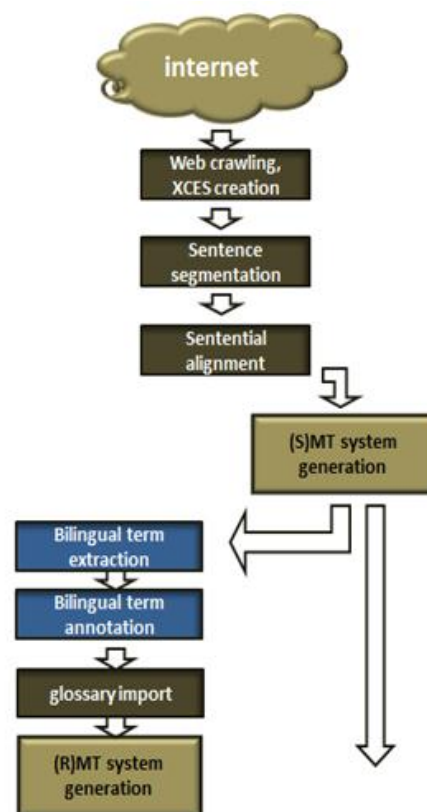 internet
Web crawling,
XCES creation
Sentence
segmentation
Sentential
alignment
(S)MT system
generation
Bilingual term
extraction
Bilingual term
annotation
glossary import
(R)MT system
generation